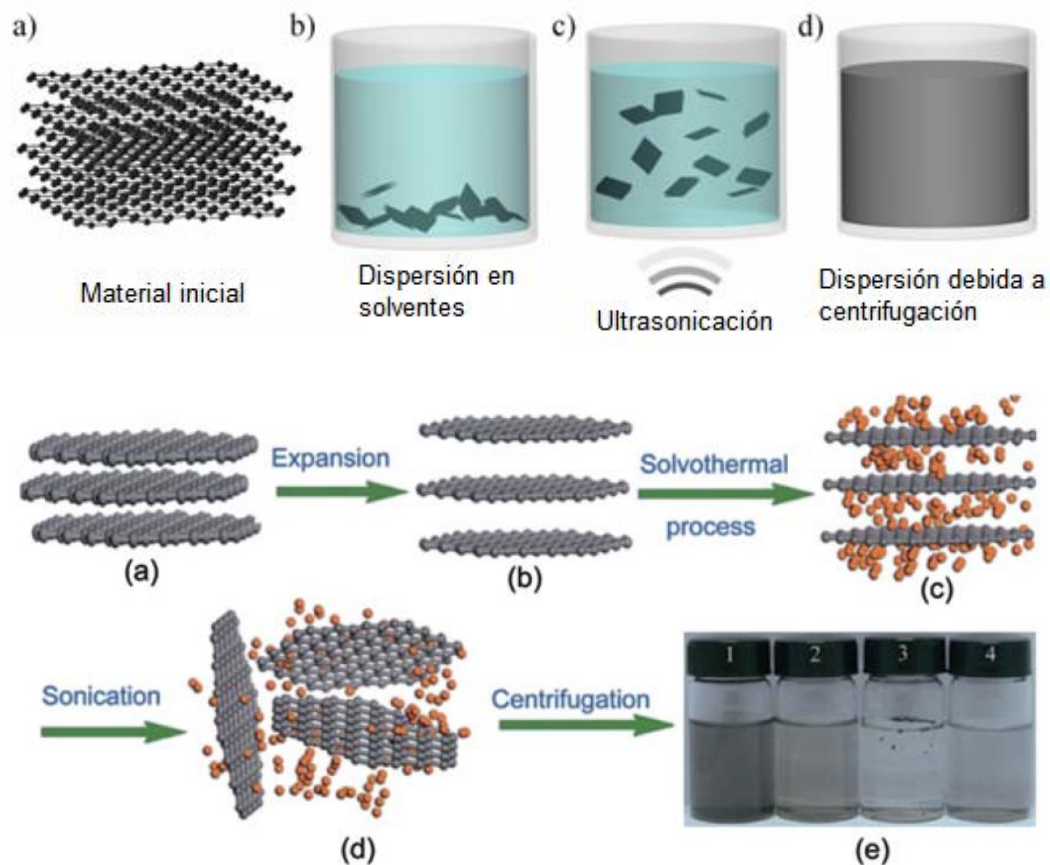 a)
b)
c)
d)
Material inicial
Dispersión en
solventes
Ultrasonicación
Dispersión debida a
centrifugación
Expansion
Solvothermal
process
(a)
(b)
(c)
Sonication
Centrifugation
1
2
3
4
(d)
(e)